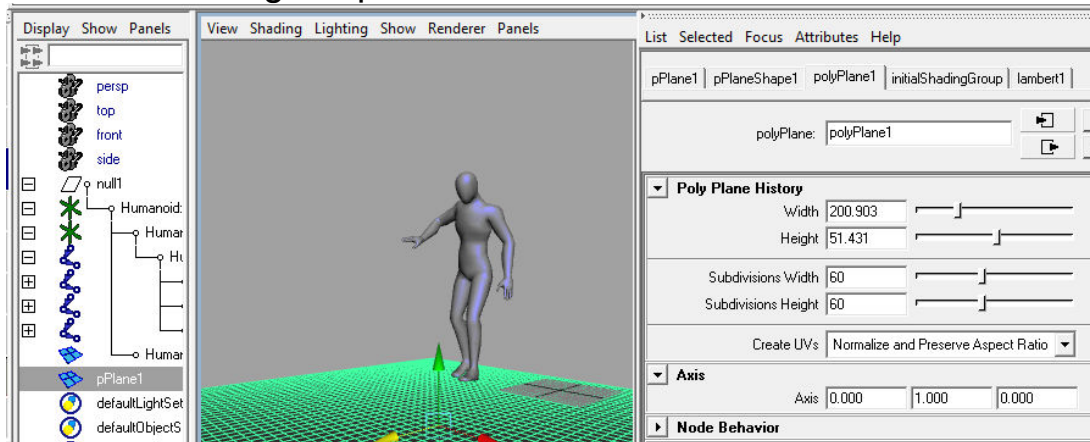 Display Show Panels
persp
top
front
side
null1
Humanoid:
Humar
Hu
Humar
pPlane1
defaultLightSet
defaultObjectS
View Shading Lighting Show Renderer Panels
List Selected Focus Attributes Help
pPlane1 pPlaneShape1 polyPlane1 initialShadingGroup lambert1
polyPlane: polyPlane1
Poly Plane History
Width 200.903
Height 51.431
Subdivisions Width 60
Subdivisions Height 60
Create UVs Normalize and Preserve Aspect Ratio
Axis
Axis 0.000 1.000 0.000
Node Behavior